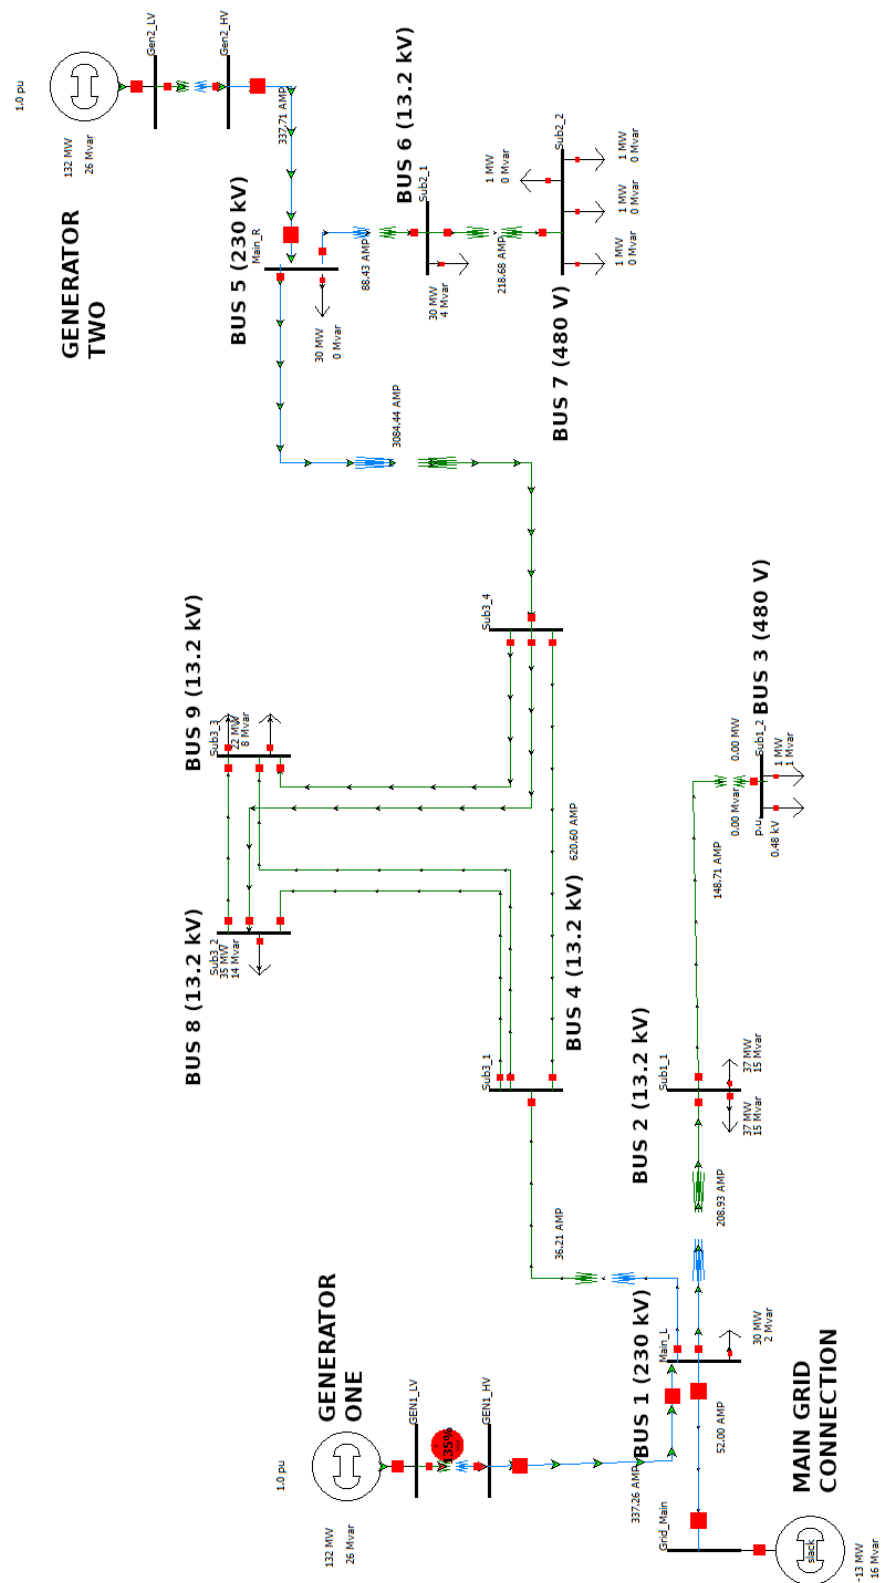 1.0 pu
132 MW
26 Mvar
GENERATOR
TWO
Gen2_LV
Gen2_HV
337.71 AMP
BUS 5 (230 kV)
Main_R
30 MW
0 Mvar
88.43 AMP
BUS 6 (13.2 kV)
Sub2_1
30 MW
4 Mvar
218.68 AMP
Sub2_2
1 MW
0 Mvar
1 MW
0 Mvar
1 MW
0 Mvar
1 MW
0 Mvar
BUS 7 (480 V)
3084.44 AMP
Sub3_4
BUS 9 (13.2 kV)
Sub3_3
22 MW
8 Mvar
620.60 AMP
BUS 8 (13.2 kV)
Sub3_2
35 MW
14 Mvar
BUS 4 (13.2 kV)
Sub3_1
36.21 AMP
BUS 3 (480 V)
Sub1_2
0.00 MW
0.00 Mvar
1 MW
1 Mvar
p.u
0.48 kV
148.71 AMP
BUS 2 (13.2 kV)
Sub1_1
37 MW
15 Mvar
37 MW
15 Mvar
208.93 AMP
BUS 1 (230 kV)
Main_L
30 MW
2 Mvar
52.00 AMP
GENERATOR
ONE
1.0 pu
132 MW
26 Mvar
GEN1_LV
135%
GEN1_HV
337.26 AMP
Grid_Main
MAIN GRID
CONNECTION
slack
-13 MW
16 Mvar